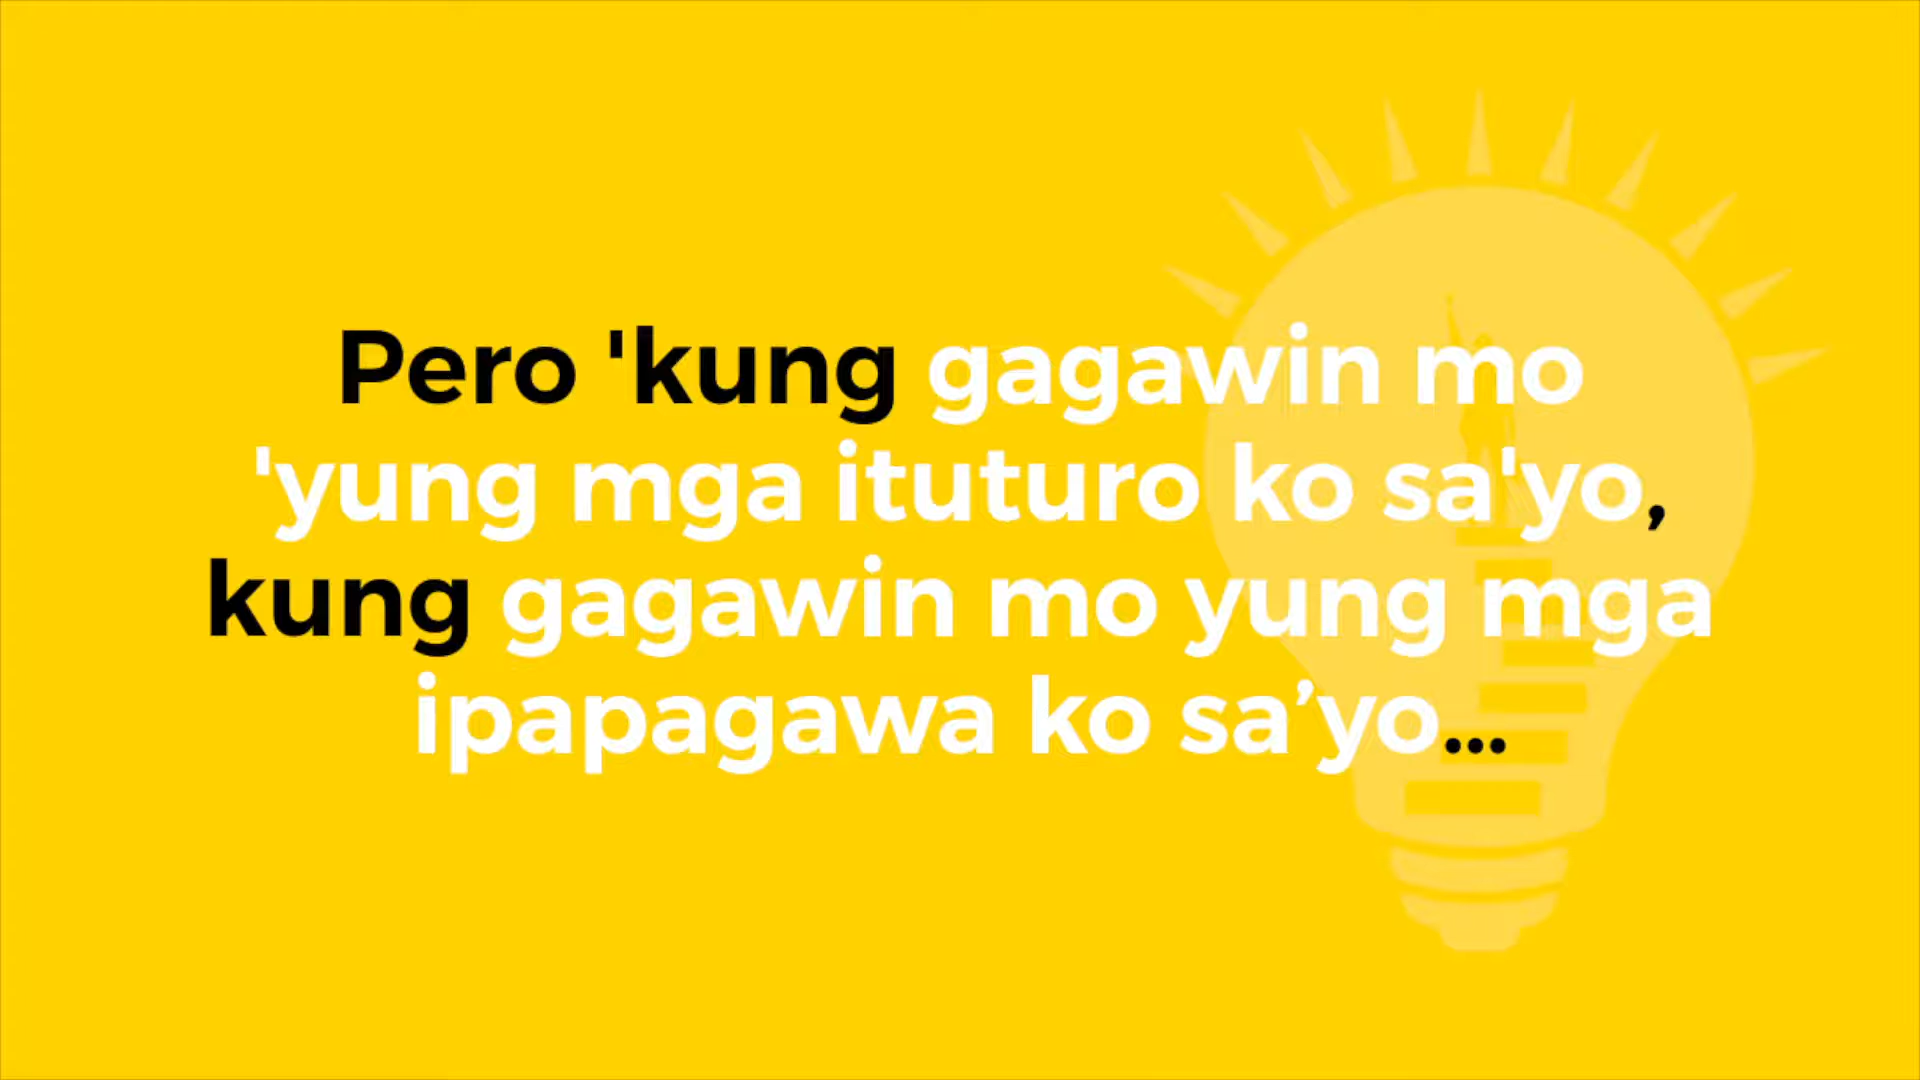 Pero 'kung gagawin mo
'yung mga ituturo ko sa'yo,
kung gagawin mo yung mga
ipapagawa ko sa’yo...